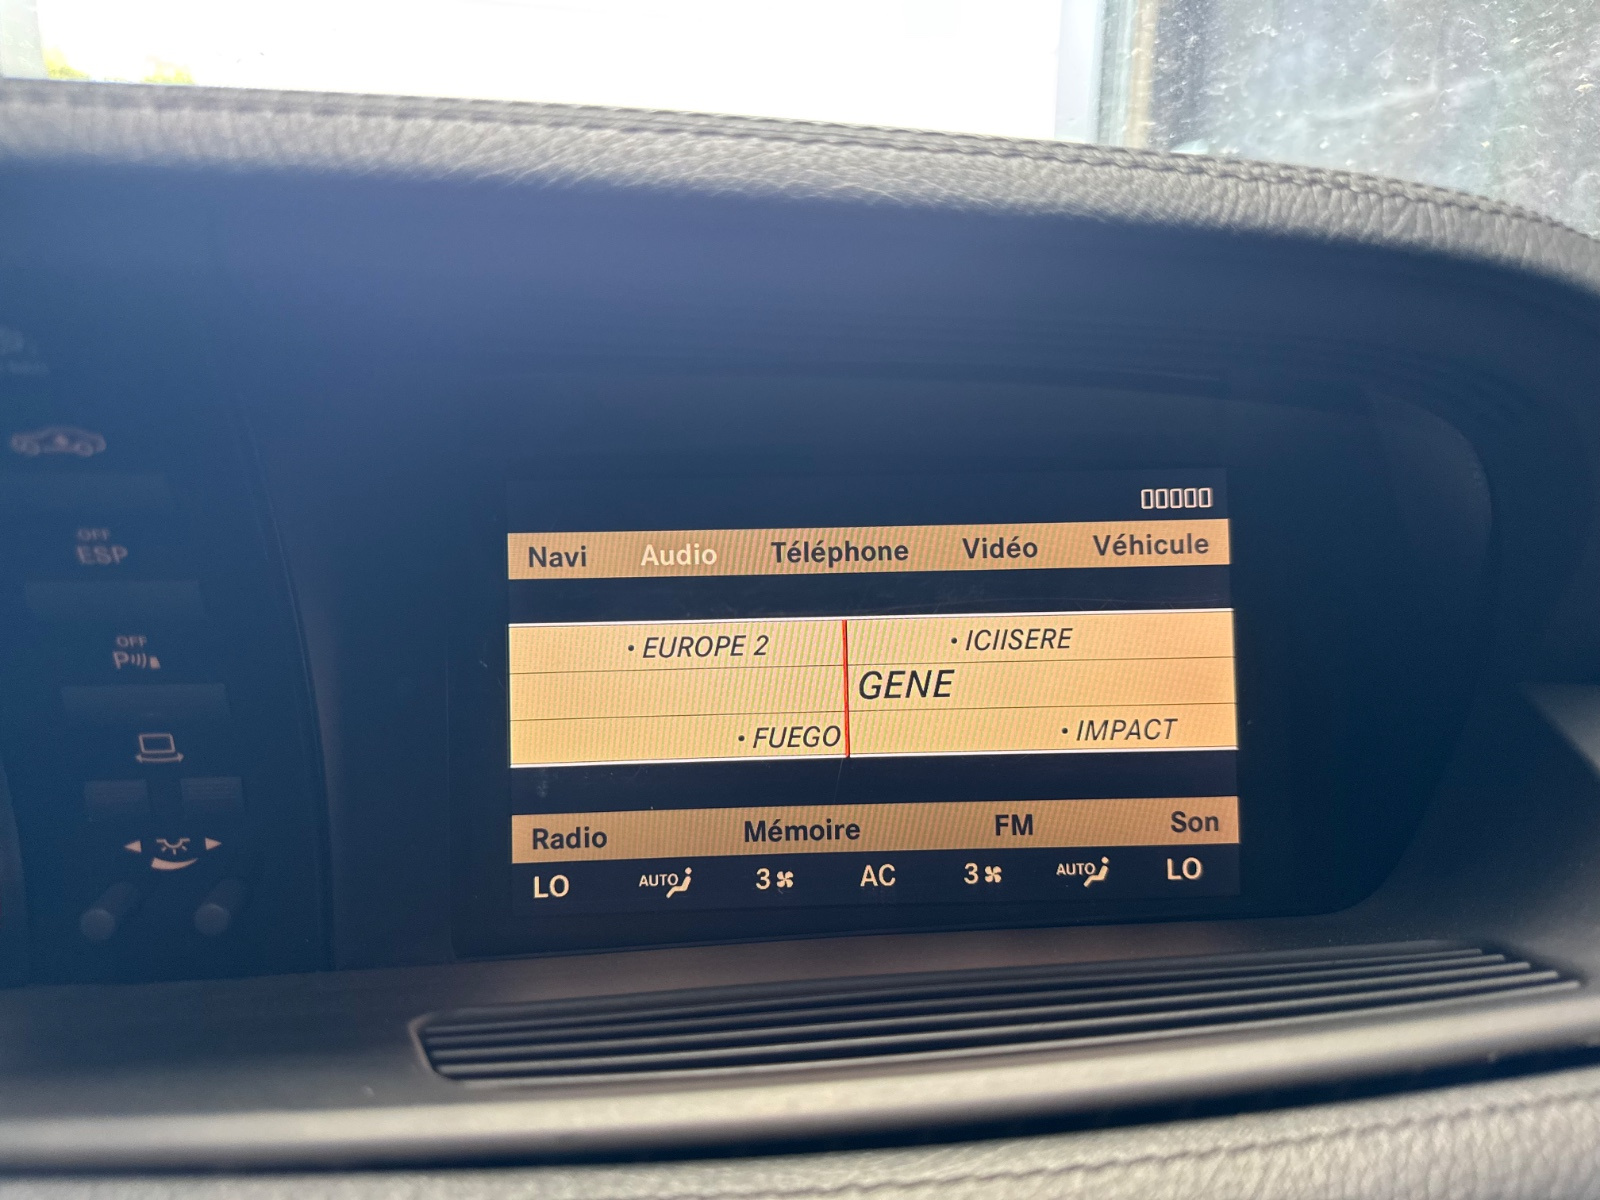 OFF
ESP
OFF
P
▯▯▯▯▯
Navi Audio Téléphone Vidéo Véhicule
• EUROPE 2 • ICIISERE
GENE
• FUEGO • IMPACT
Radio Mémoire FM Son
LO AUTO 3 AC 3 AUTO LO